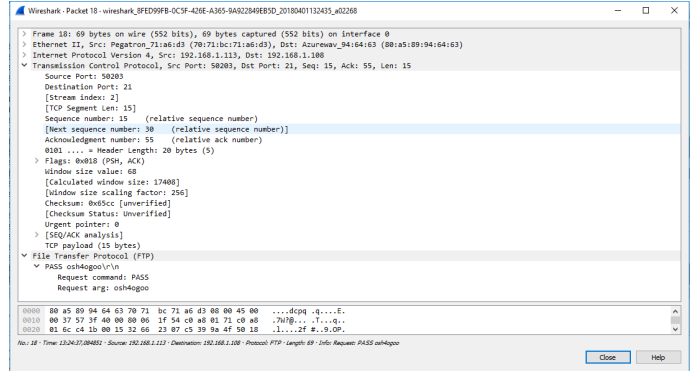 Wireshark · Packet 18 · wireshark_8FED99FB-0C5F-426E-A365-9A922849EB5D_20180401132435_a02268
Frame 18: 69 bytes on wire (552 bits), 69 bytes captured (552 bits) on interface 0
Ethernet II, Src: Pegatron_71:a6:d3 (70:71:bc:71:a6:d3), Dst: Azurewav_94:64:63 (80:a5:89:94:64:63)
Internet Protocol Version 4, Src: 192.168.1.113, Dst: 192.168.1.108
Transmission Control Protocol, Src Port: 50203, Dst Port: 21, Seq: 15, Ack: 55, Len: 15
Source Port: 50203
Destination Port: 21
[Stream index: 2]
[TCP Segment Len: 15]
Sequence number: 15 (relative sequence number)
[Next sequence number: 30 (relative sequence number)]
Acknowledgment number: 55 (relative ack number)
0101 .... = Header Length: 20 bytes (5)
Flags: 0x018 (PSH, ACK)
Window size value: 68
[Calculated window size: 17408]
[Window size scaling factor: 256]
Checksum: 0x65cc [unverified]
[Checksum Status: Unverified]
Urgent pointer: 0
[SEQ/ACK analysis]
TCP payload (15 bytes)
File Transfer Protocol (FTP)
PASS osh4ogoo\r\n
Request command: PASS
Request arg: osh4ogoo
0000 80 a5 89 94 64 63 70 71 bc 71 a6 d3 08 00 45 00 ....dcpq .q....E.
0010 00 37 57 3f 40 00 80 06 1f 54 c0 a8 01 71 c0 a8 .7W?@... .T...q..
0020 01 6c c4 1b 00 15 32 66 23 07 c5 39 9a 4f 50 18 .l....2f #..9.OP.
No.: 18 · Time: 13:24:37,084851 · Source: 192.168.1.113 · Destination: 192.168.1.108 · Protocol: FTP · Length: 69 · Info: Request: PASS osh4ogoo
Close Help